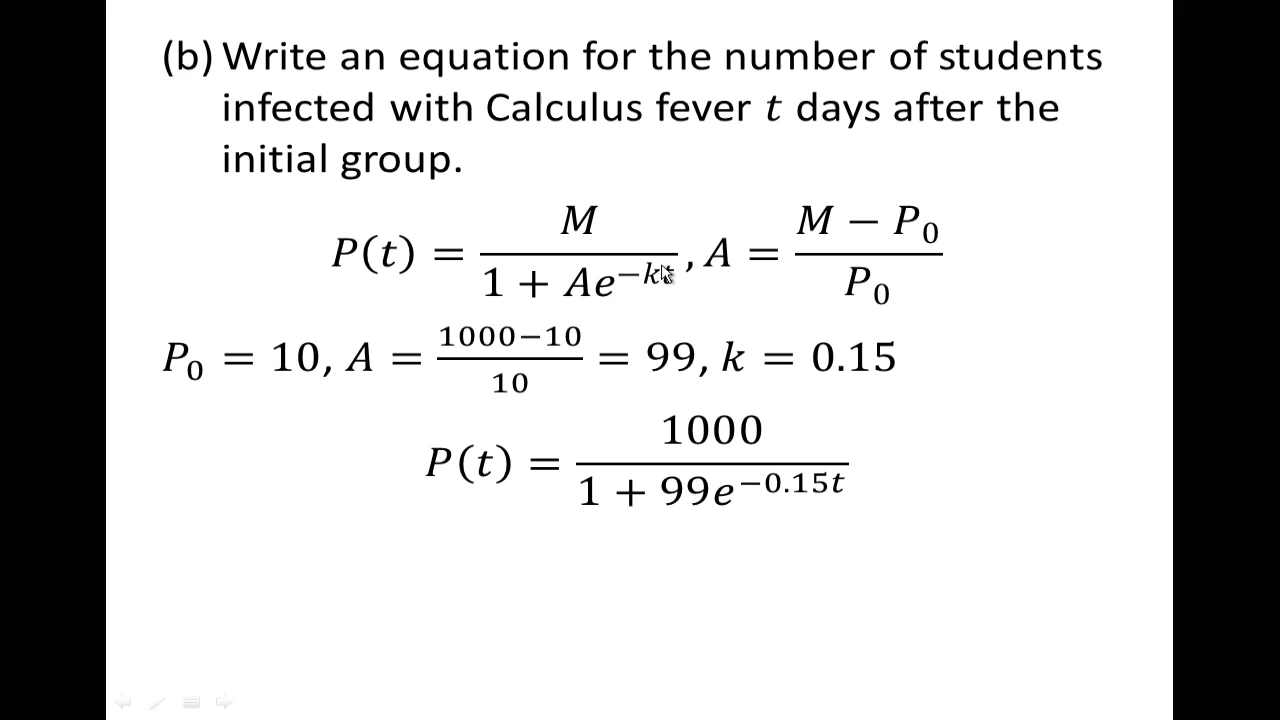 (b) Write an equation for the number of students
infected with Calculus fever t days after the
initial group.
P(t) = M / (1 + Ae^{−kt}), A = (M − P₀) / P₀
P₀ = 10, A = (1000−10) / 10 = 99, k = 0.15
P(t) = 1000 / (1 + 99e^{−0.15t})